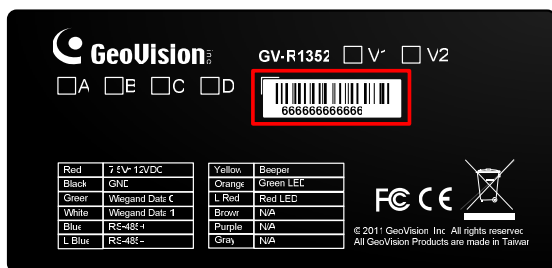 GeoVision inc
GV-R1352 V1 V2
A B C D
666666666666
Red 7.5V~12VDC
Black GND
Green Wiegand Data 0
White Wiegand Data 1
Blue RS-485+
L Blue RS-485-
Yellow Beeper
Orange Green LED
L Red Red LED
Brown N/A
Purple N/A
Gray N/A
FC CE
© 2011 GeoVision Inc. All rights reserved
All GeoVision Products are made in Taiwan